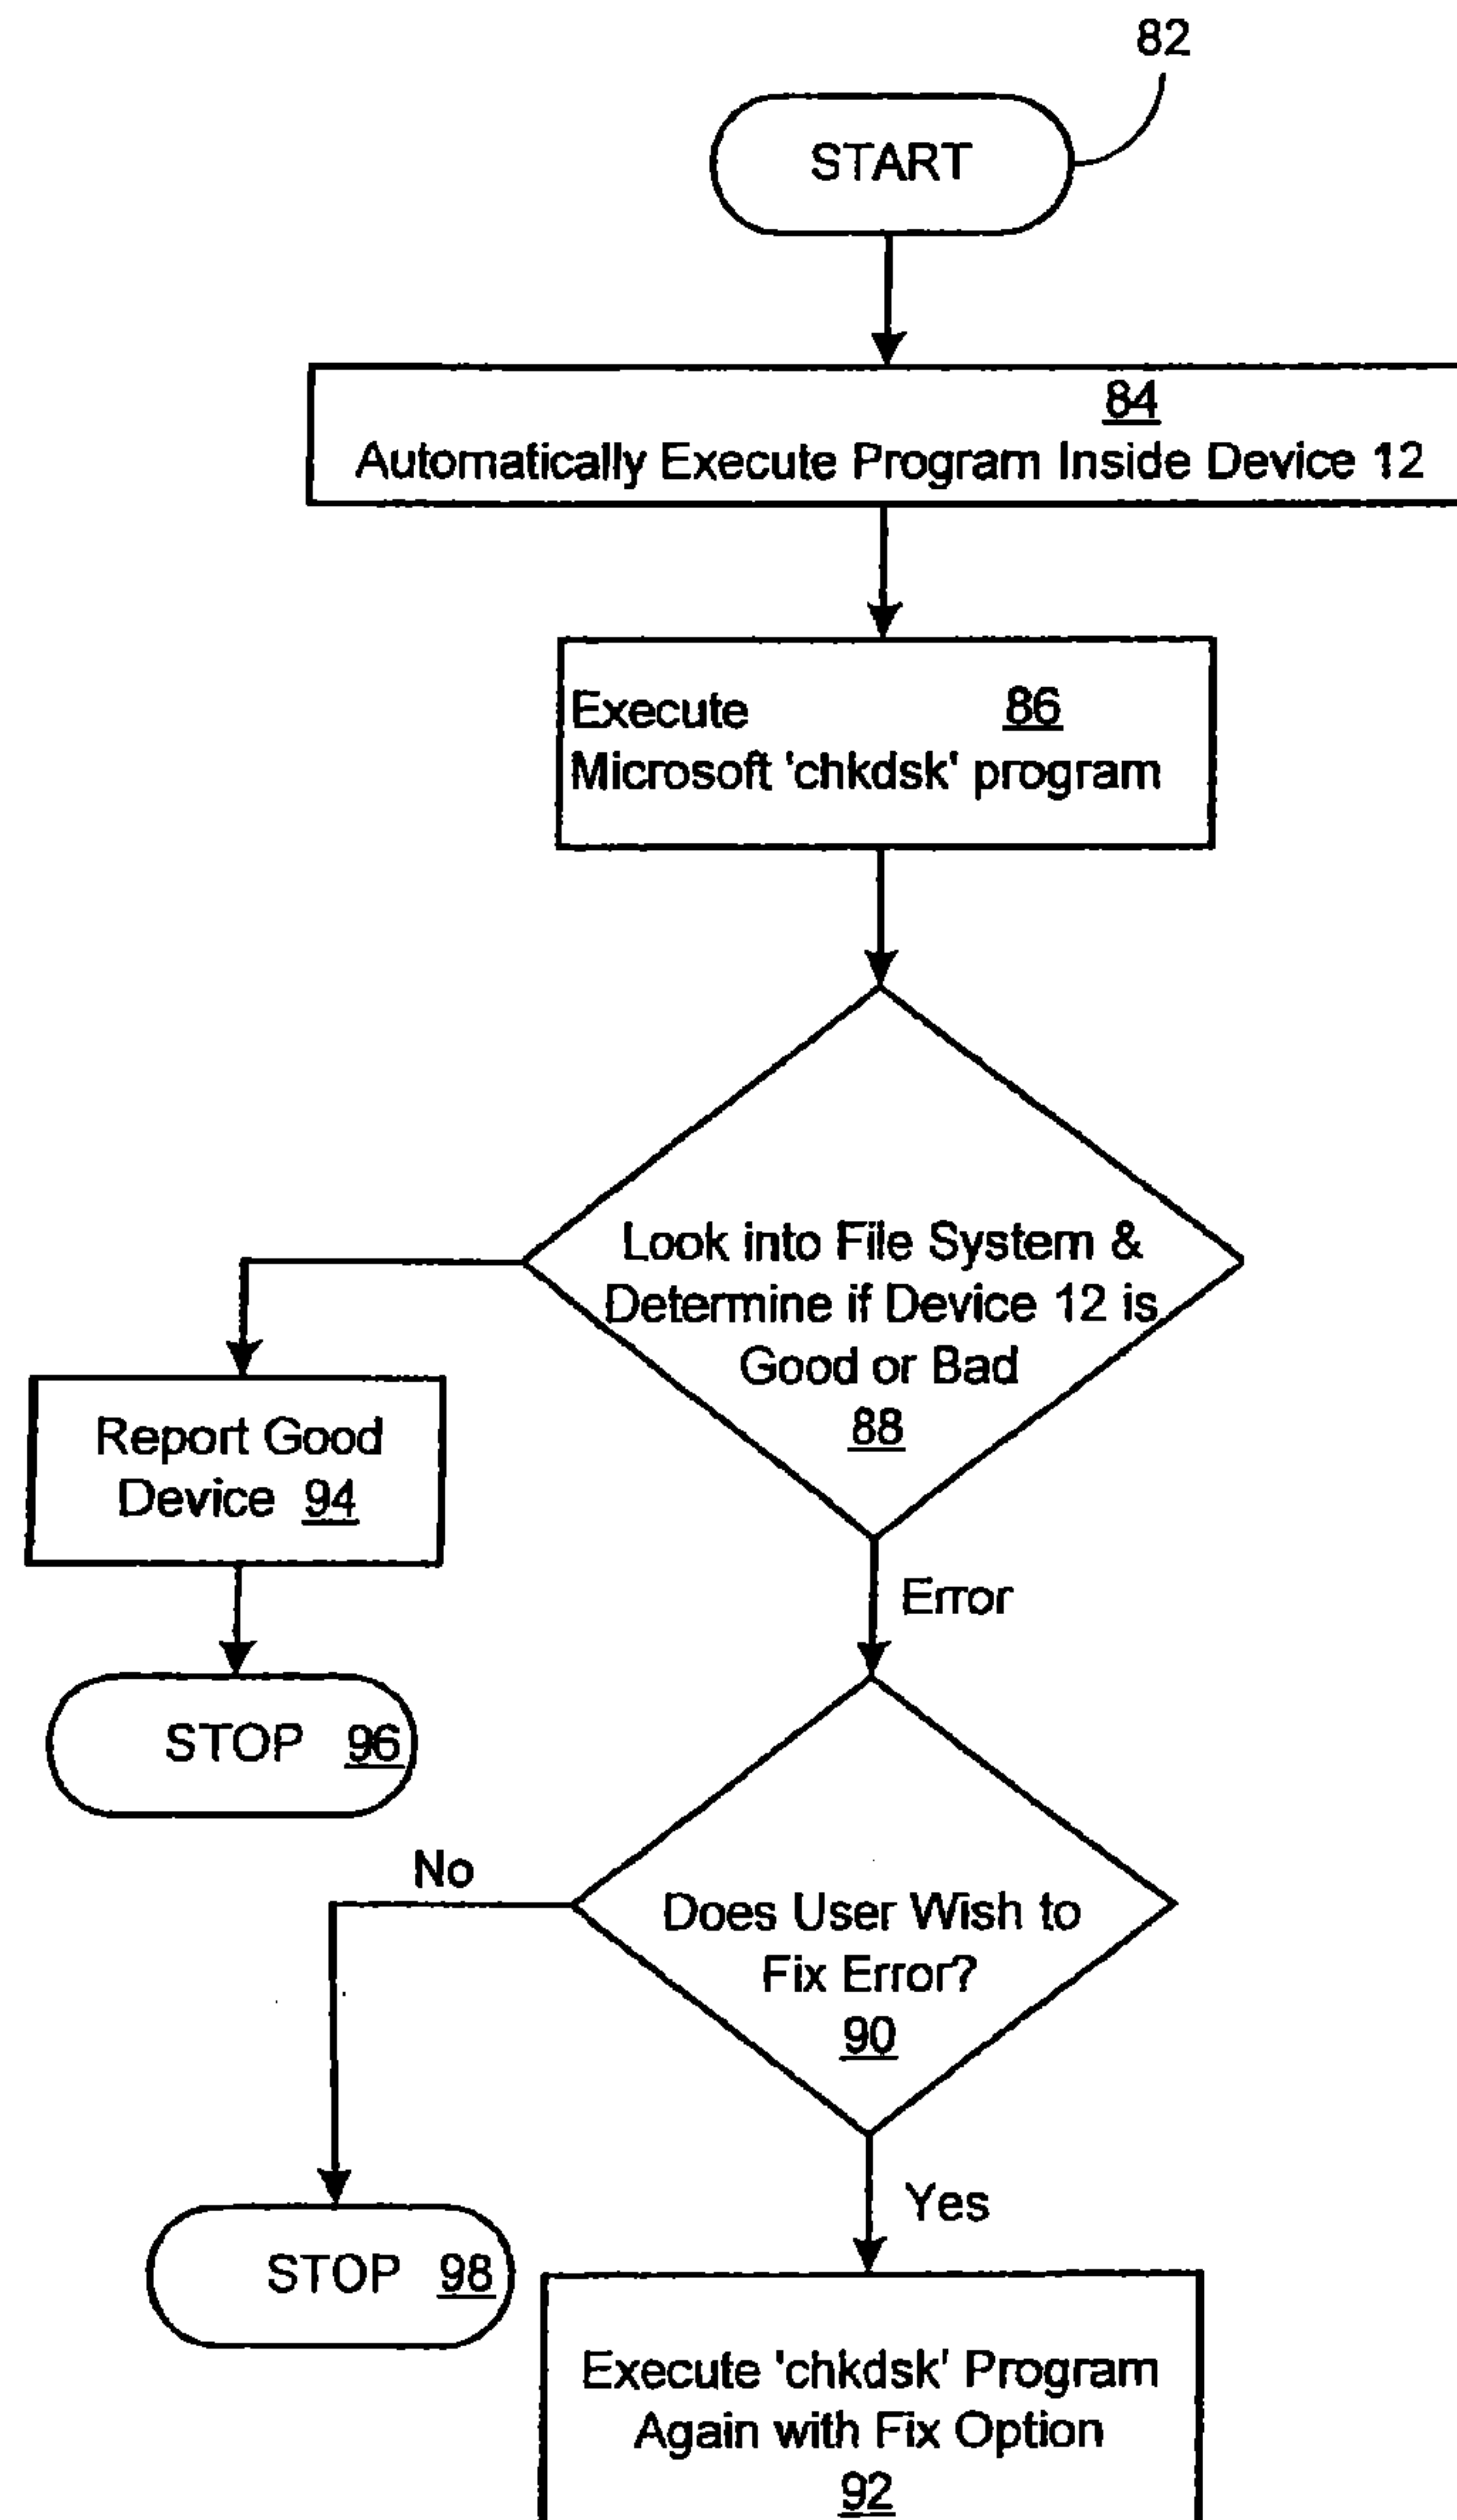 82
START
84
Automatically Execute Program Inside Device 12
Execute 86
Microsoft 'chkdsk' program
Look into File System &
Determine if Device 12 is
Good or Bad
88
Report Good
Device 94
Error
STOP 96
No
Does User Wish to
Fix Error?
90
Yes
STOP 98
Execute 'chkdsk' Program
Again with Fix Option
92